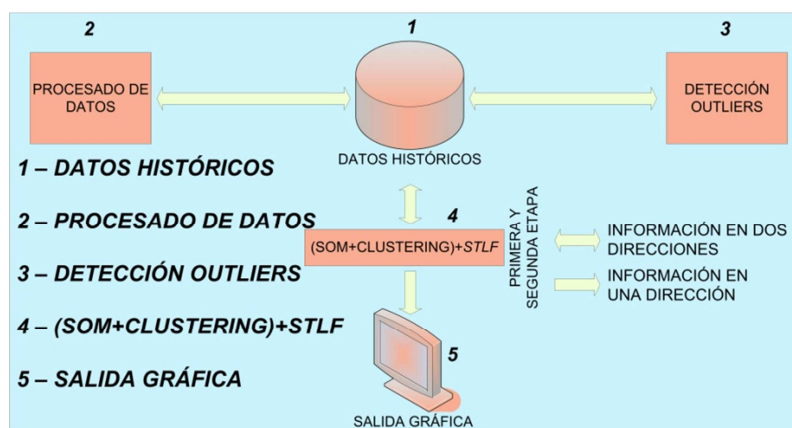 2
1
3
PROCESADO DE
DATOS
DATOS HISTÓRICOS
DETECCIÓN
OUTLIERS
1 – DATOS HISTÓRICOS
2 – PROCESADO DE DATOS
3 – DETECCIÓN OUTLIERS
4 – (SOM+CLUSTERING)+STLF
5 – SALIDA GRÁFICA
4
(SOM+CLUSTERING)+STLF
PRIMERA Y
SEGUNDA ETAPA
INFORMACIÓN EN DOS
DIRECCIONES
INFORMACIÓN EN
UNA DIRECCIÓN
5
SALIDA GRÁFICA